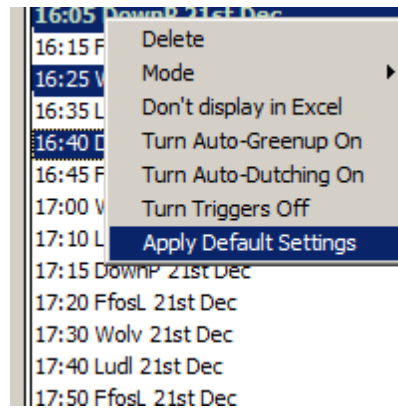 16:05 DownP 21st Dec
16:15 F
16:25 W
16:35 L
16:40 D
16:45 F
17:00 W
17:10 L
17:15 DownP 21st Dec
17:20 FfosL 21st Dec
17:30 Wolv 21st Dec
17:40 Ludl 21st Dec
17:50 FfosL 21st Dec
Delete
Mode
Don't display in Excel
Turn Auto-Greenup On
Turn Auto-Dutching On
Turn Triggers Off
Apply Default Settings